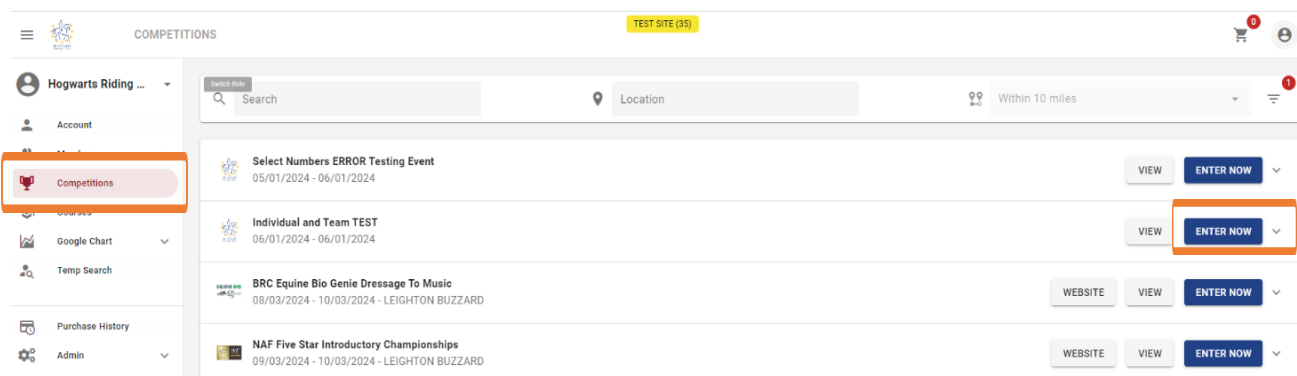 COMPETITIONS
TEST SITE (35)
0
Hogwarts Riding ...
Switch Role
Search
Location
Within 10 miles
1
Account
Competitions
Google Chart
Temp Search
Purchase History
Admin
Select Numbers ERROR Testing Event
05/01/2024 - 06/01/2024
VIEW
ENTER NOW
Individual and Team TEST
06/01/2024 - 06/01/2024
VIEW
ENTER NOW
BRC Equine Bio Genie Dressage To Music
08/03/2024 - 10/03/2024 - LEIGHTON BUZZARD
WEBSITE
VIEW
ENTER NOW
NAF Five Star Introductory Championships
09/03/2024 - 10/03/2024 - LEIGHTON BUZZARD
WEBSITE
VIEW
ENTER NOW